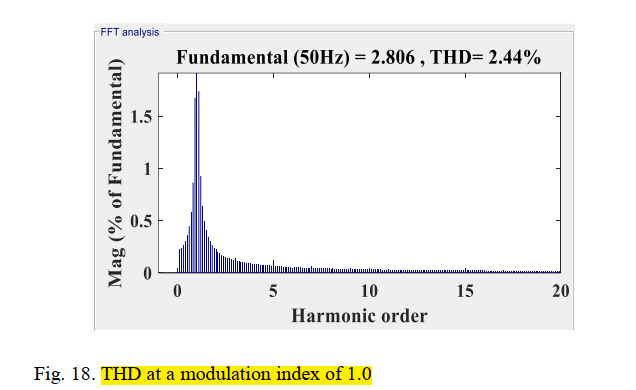 FFT analysis
Fundamental (50Hz) = 2.806 , THD= 2.44%
Mag (% of Fundamental)
1.5
1
0.5
0
0 5 10 15 20
Harmonic order
Fig. 18. THD at a modulation index of 1.0